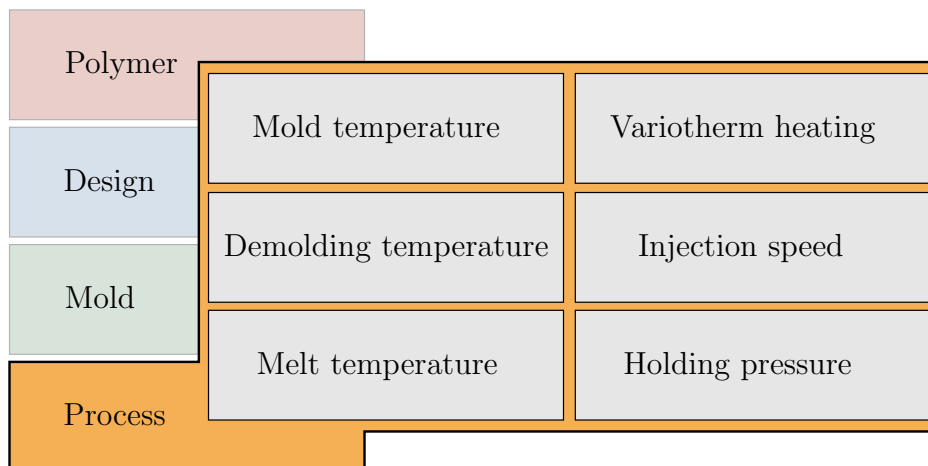 Polymer
Mold temperature
Variotherm heating
Design
Demolding temperature
Injection speed
Mold
Melt temperature
Holding pressure
Process